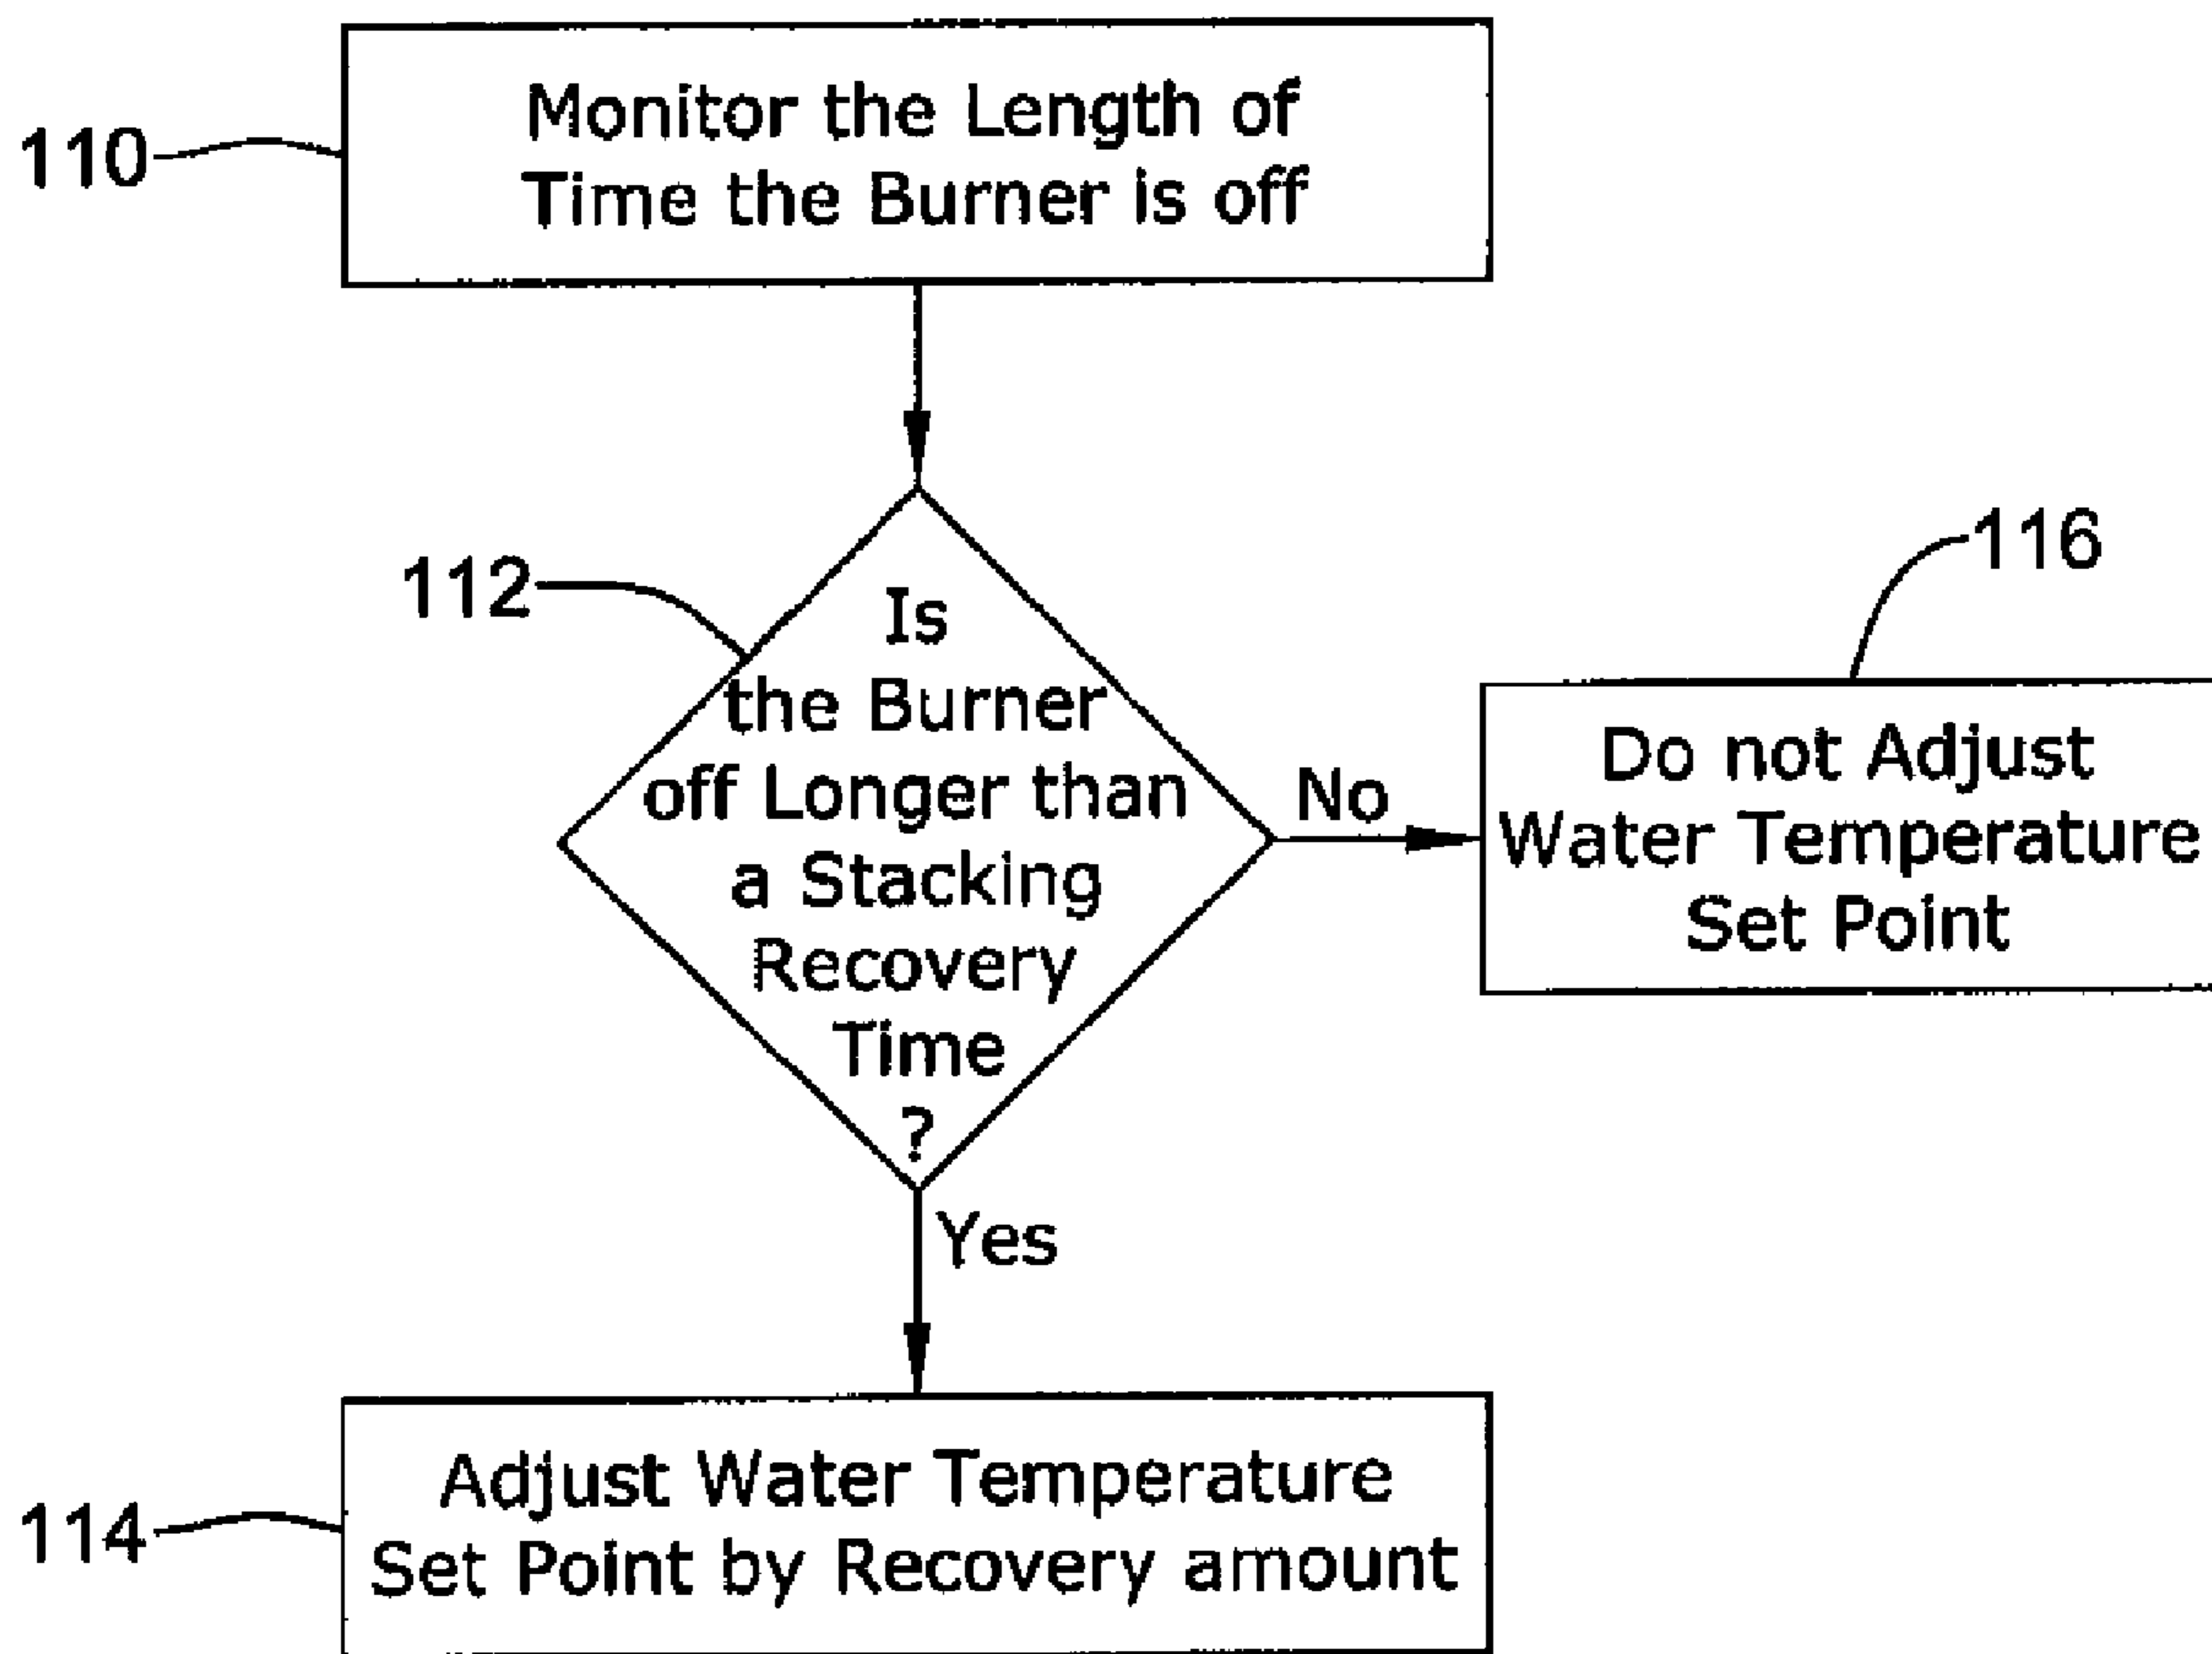 110
Monitor the Length of
Time the Burner is off
112
Is
the Burner
off Longer than
a Stacking
Recovery
Time
?
No
116
Do not Adjust
Water Temperature
Set Point
Yes
114
Adjust Water Temperature
Set Point by Recovery amount